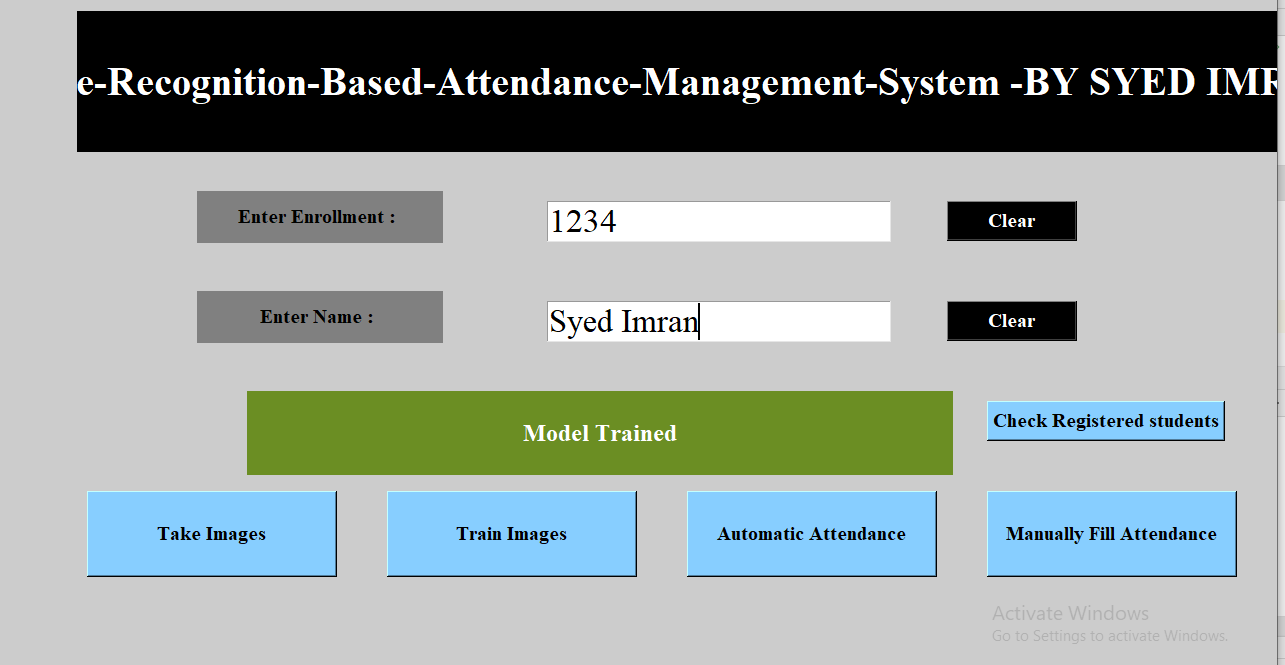 e-Recognition-Based-Attendance-Management-System -BY SYED IMR
Enter Enrollment :
1234
Clear
Enter Name :
Syed Imran
Clear
Model Trained
Check Registered students
Take Images
Train Images
Automatic Attendance
Manually Fill Attendance
Activate Windows
Go to Settings to activate Windows.